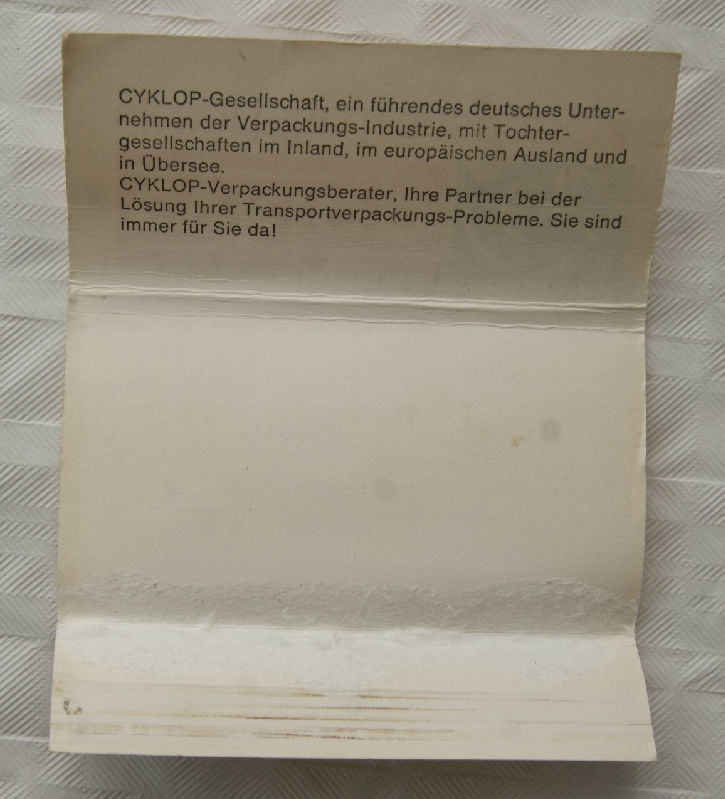 CYKLOP-Gesellschaft, ein führendes deutsches Unter-
nehmen der Verpackungs-Industrie, mit Tochter-
gesellschaften im Inland, im europäischen Ausland und
in Übersee.
CYKLOP-Verpackungsberater, Ihre Partner bei der
Lösung Ihrer Transportverpackungs-Probleme. Sie sind
immer für Sie da!